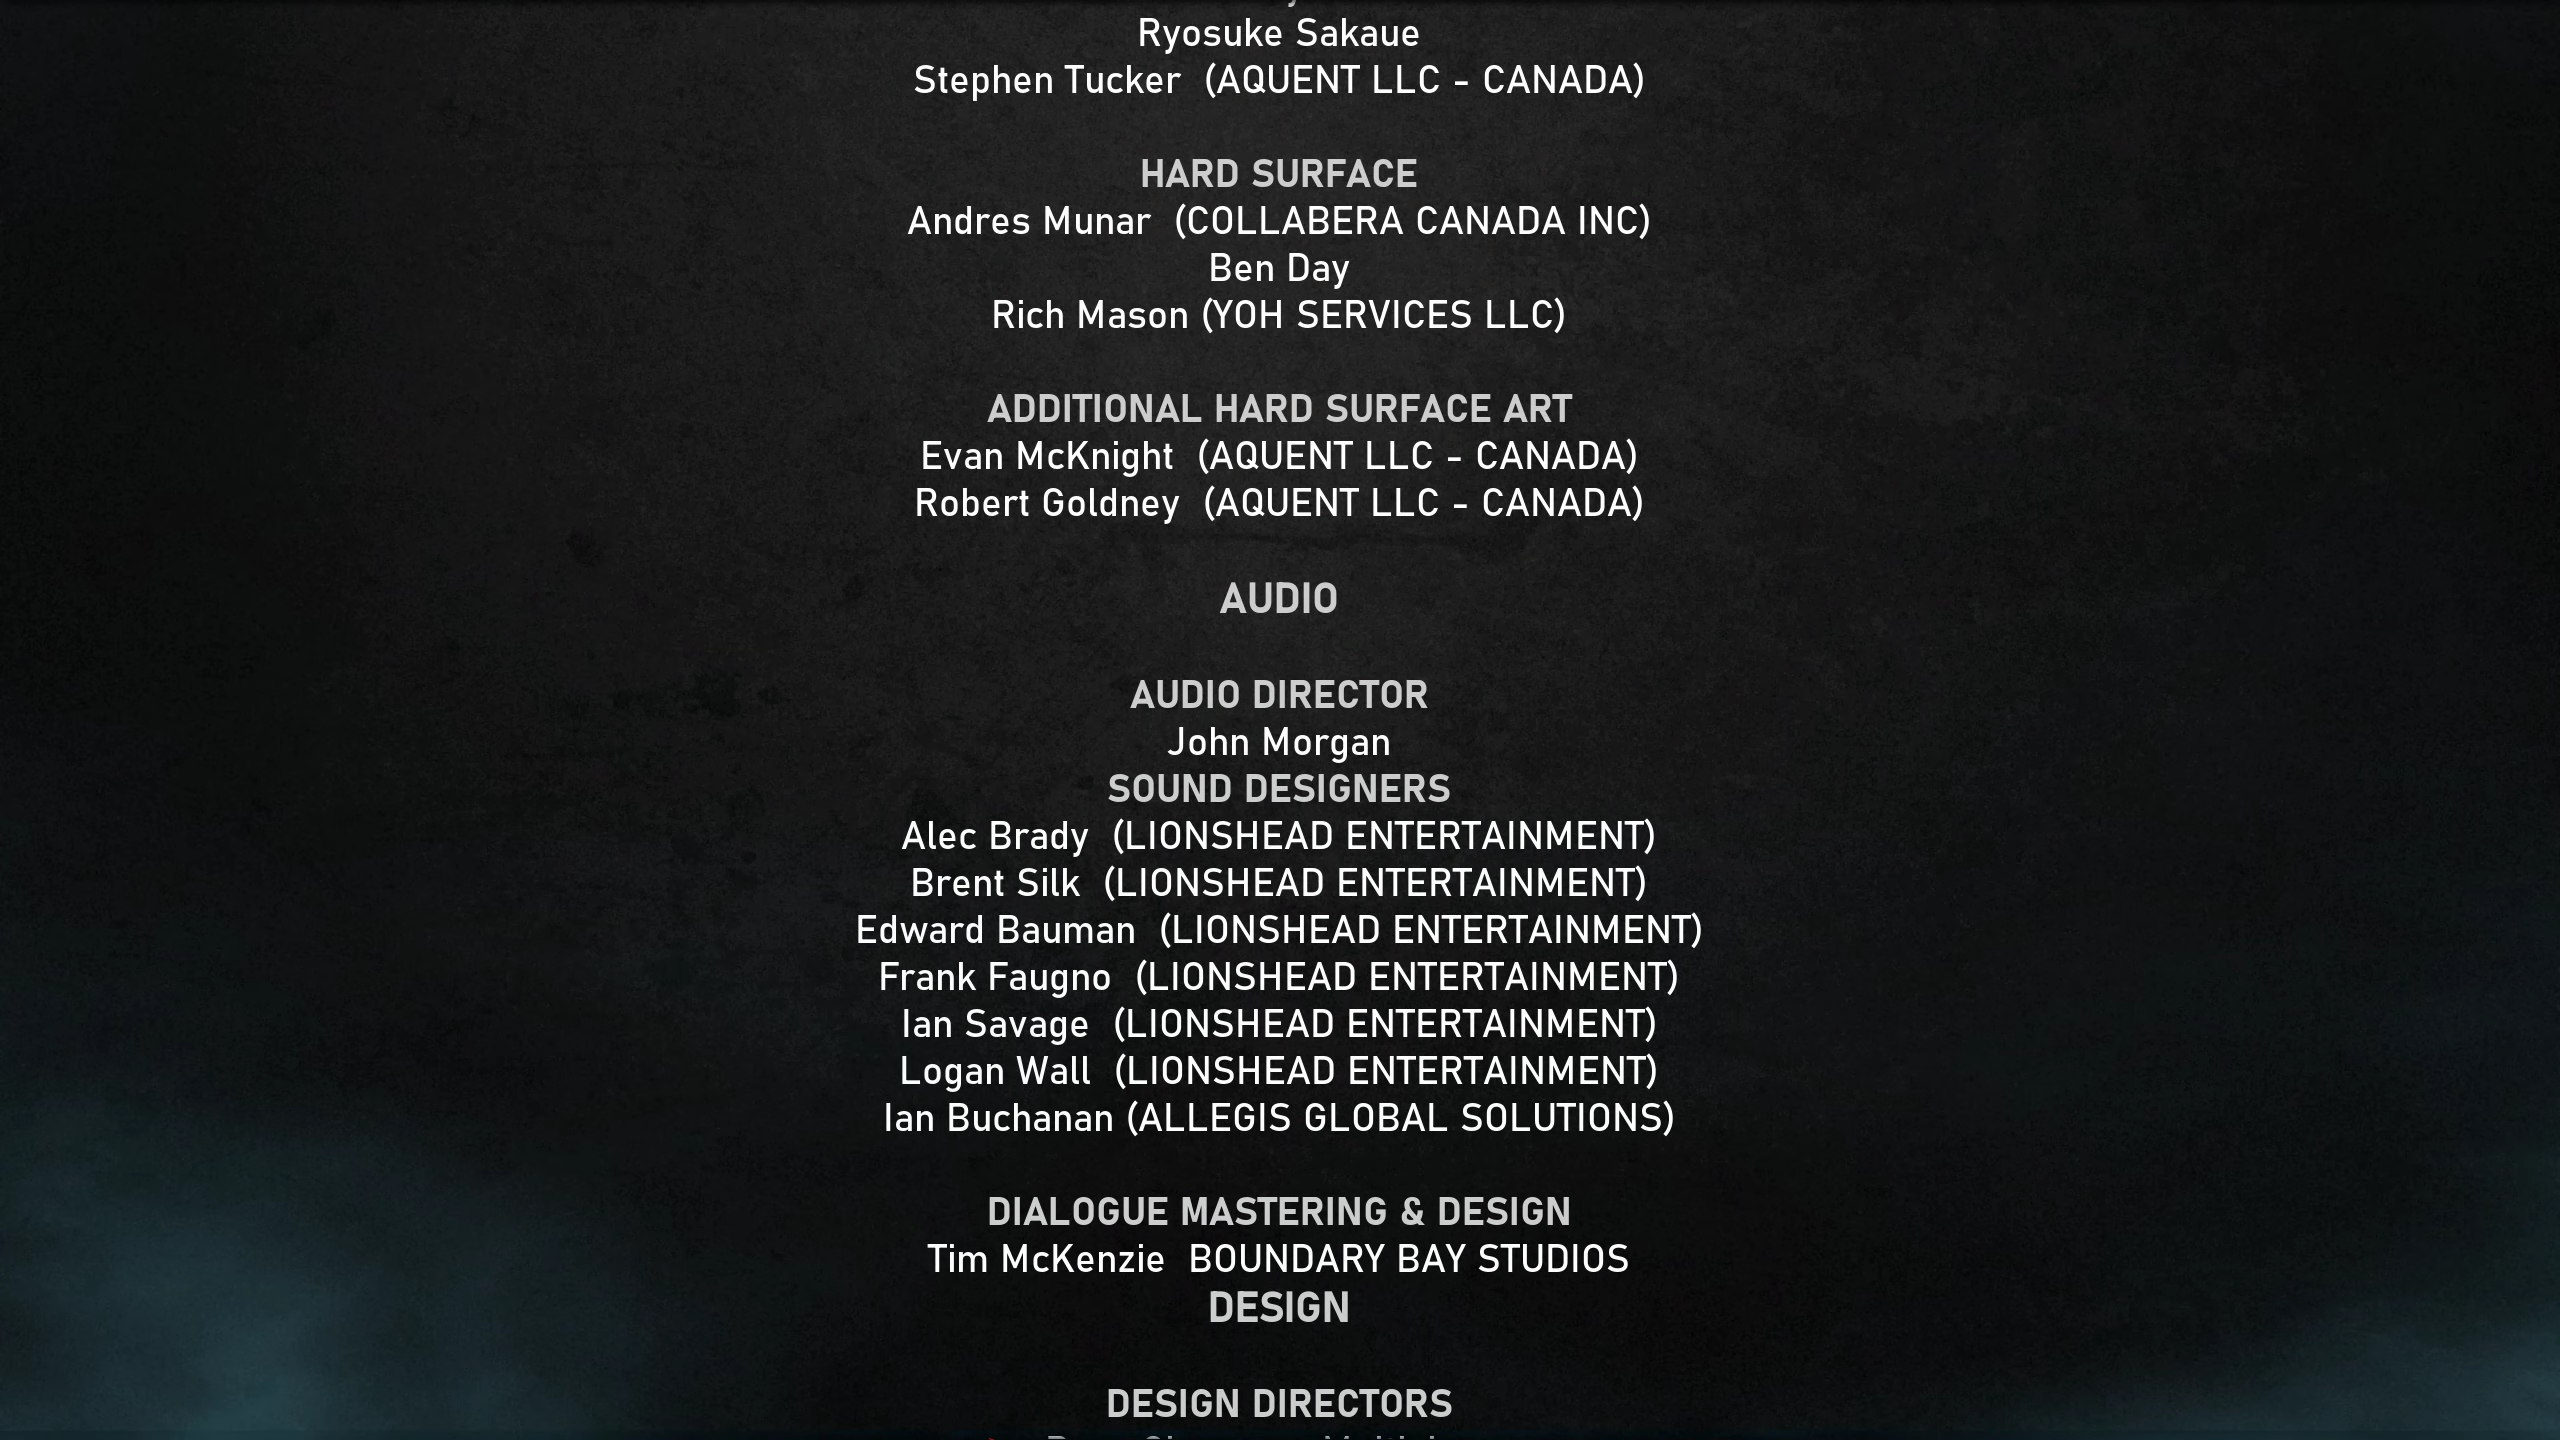 Ryosuke Sakaue
Stephen Tucker (AQUENT LLC - CANADA)
HARD SURFACE
Andres Munar (COLLABERA CANADA INC)
Ben Day
Rich Mason (YOH SERVICES LLC)
ADDITIONAL HARD SURFACE ART
Evan McKnight (AQUENT LLC - CANADA)
Robert Goldney (AQUENT LLC - CANADA)
AUDIO
AUDIO DIRECTOR
John Morgan
SOUND DESIGNERS
Alec Brady (LIONSHEAD ENTERTAINMENT)
Brent Silk (LIONSHEAD ENTERTAINMENT)
Edward Bauman (LIONSHEAD ENTERTAINMENT)
Frank Faugno (LIONSHEAD ENTERTAINMENT)
Ian Savage (LIONSHEAD ENTERTAINMENT)
Logan Wall (LIONSHEAD ENTERTAINMENT)
Ian Buchanan (ALLEGIS GLOBAL SOLUTIONS)
DIALOGUE MASTERING & DESIGN
Tim McKenzie BOUNDARY BAY STUDIOS
DESIGN
DESIGN DIRECTORS